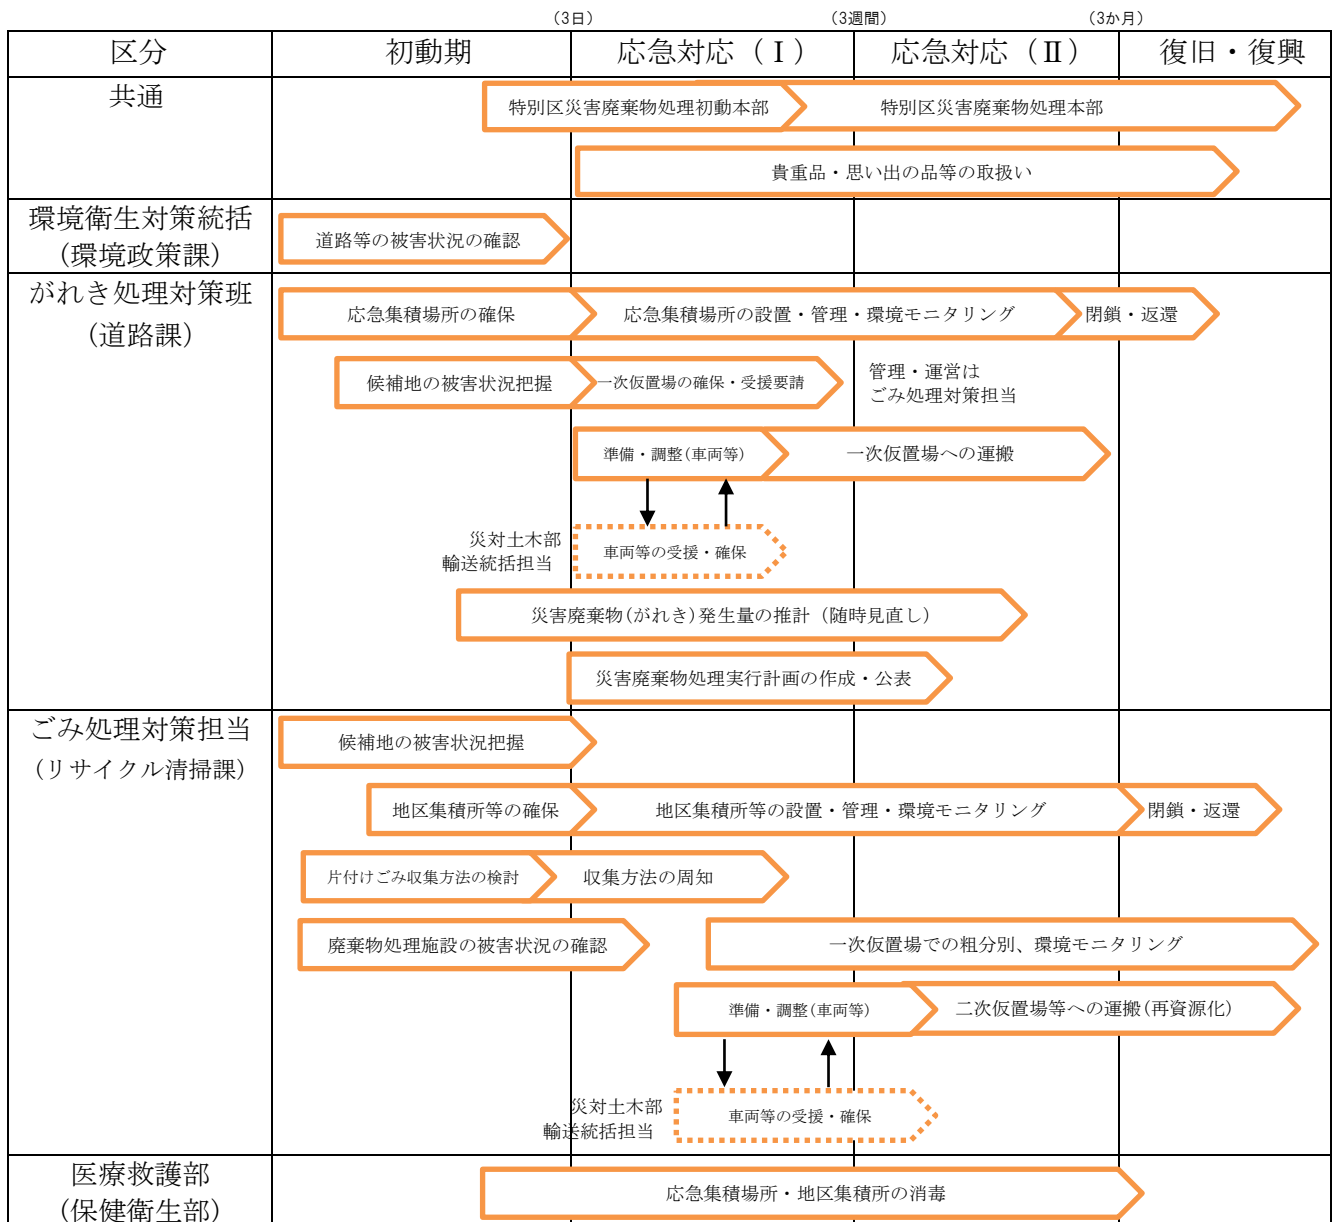 （3日）　（3週間）　（3か月）
区分　初動期　応急対応（Ⅰ）　応急対応（Ⅱ）　復旧・復興
共通
特別区災害廃棄物処理初動本部　特別区災害廃棄物処理本部
貴重品・思い出の品等の取扱い
環境衛生対策統括
（環境政策課）
道路等の被害状況の確認
がれき処理対策班
（道路課）
応急集積場所の確保　応急集積場所の設置・管理・環境モニタリング　閉鎖・返還
候補地の被害状況把握　一次仮置場の確保・受援要請
管理・運営は
ごみ処理対策担当
準備・調整(車両等)　一次仮置場への運搬
災対土木部
輸送統括担当
車両等の受援・確保
災害廃棄物(がれき)発生量の推計（随時見直し）
災害廃棄物処理実行計画の作成・公表
ごみ処理対策担当
（リサイクル清掃課）
候補地の被害状況把握
地区集積所等の確保　地区集積所等の設置・管理・環境モニタリング　閉鎖・返還
片付けごみ収集方法の検討　収集方法の周知
廃棄物処理施設の被害状況の確認　一次仮置場での粗分別、環境モニタリング
準備・調整(車両等)　二次仮置場等への運搬(再資源化)
災対土木部
輸送統括担当
車両等の受援・確保
医療救護部
（保健衛生部）
応急集積場所・地区集積所の消毒